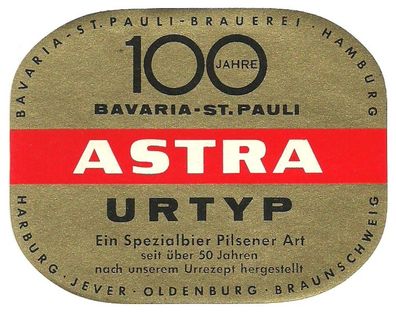 BAVARIA-ST.PAULI-BRAUEREI·HAMBURG
100 JAHRE
BAVARIA-ST.PAULI
ASTRA
URTYP
Ein Spezialbier Pilsener Art
seit über 50 Jahren
nach unserem Urrezept hergestellt
HARBURG·JEVER·OLDENBURG·BRAUNSCHWEIG